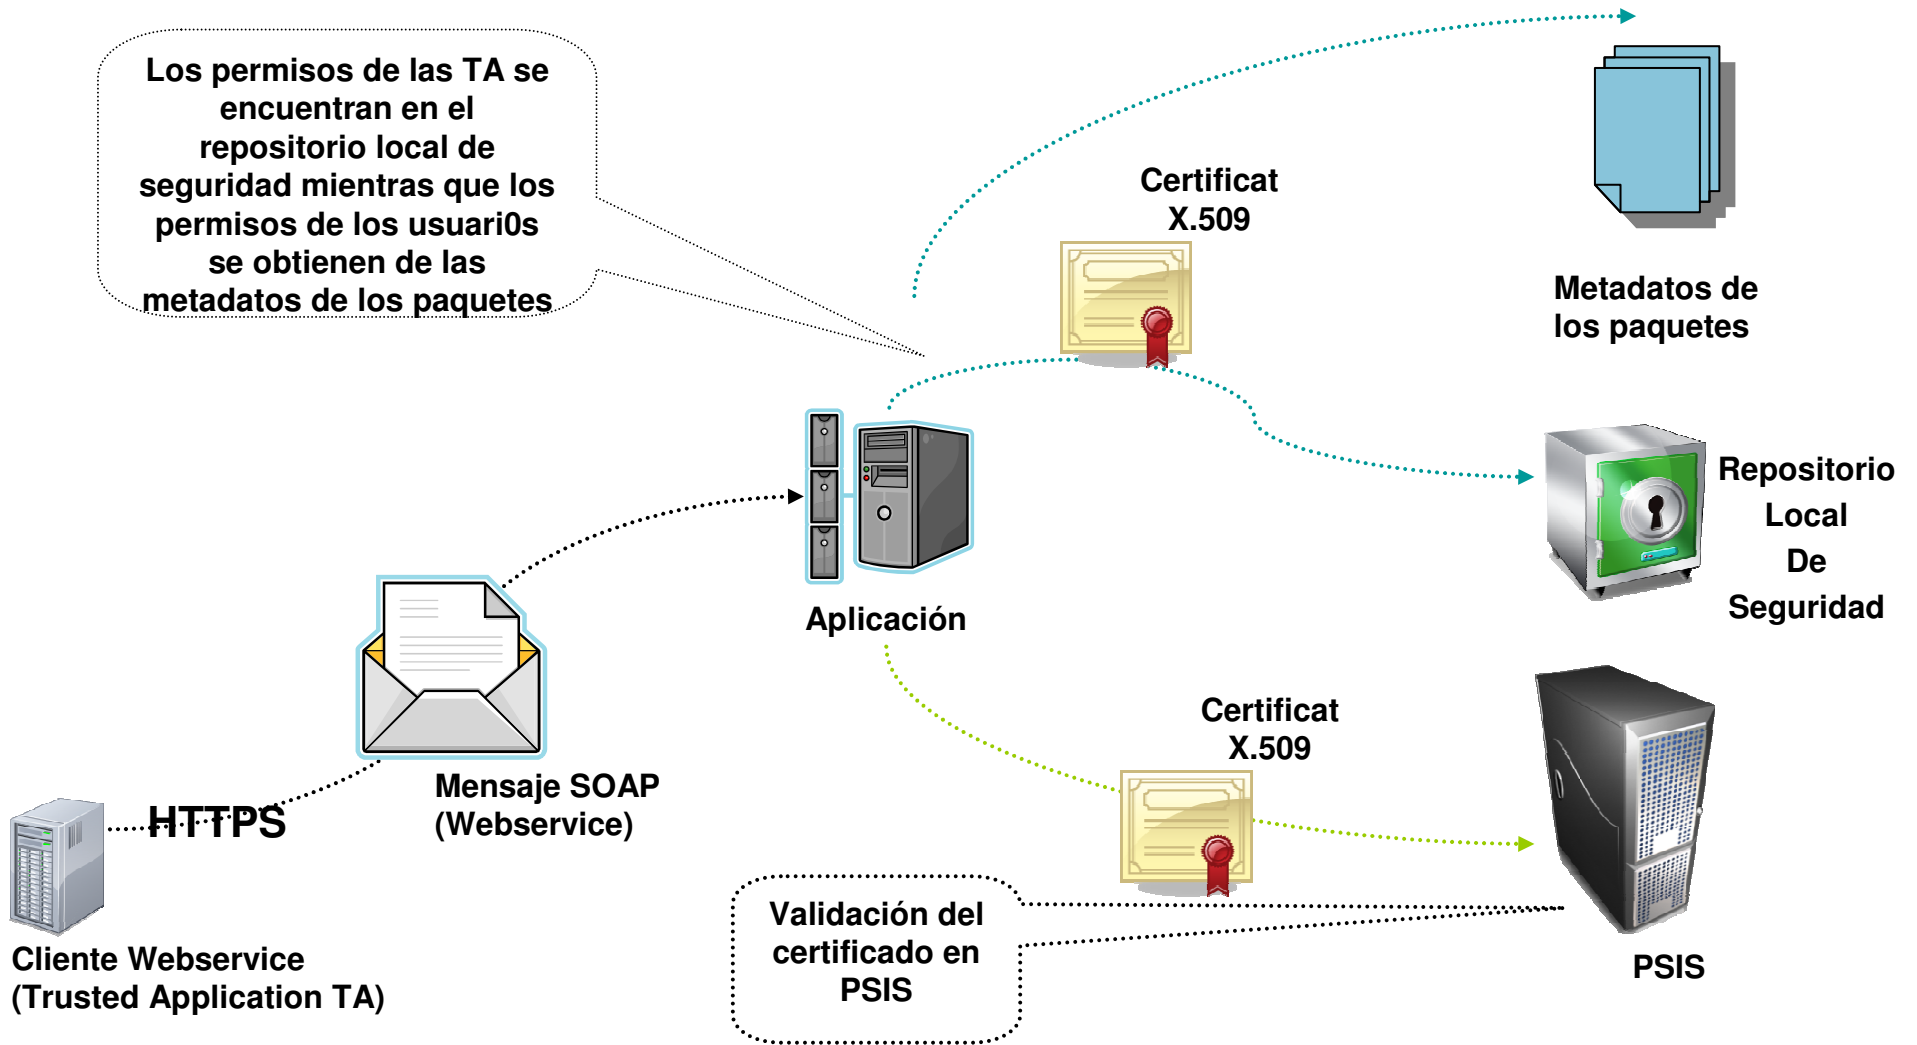 Los permisos de las TA se
encuentran en el
repositorio local de
seguridad mientras que los
permisos de los usuari0s
se obtienen de las
metadatos de los paquetes
Certificat
X.509
Metadatos de
los paquetes
Repositorio
Local
De
Seguridad
Aplicación
Certificat
X.509
Mensaje SOAP
(Webservice)
HTTPS
Validación del
certificado en
PSIS
PSIS
Cliente Webservice
(Trusted Application TA)